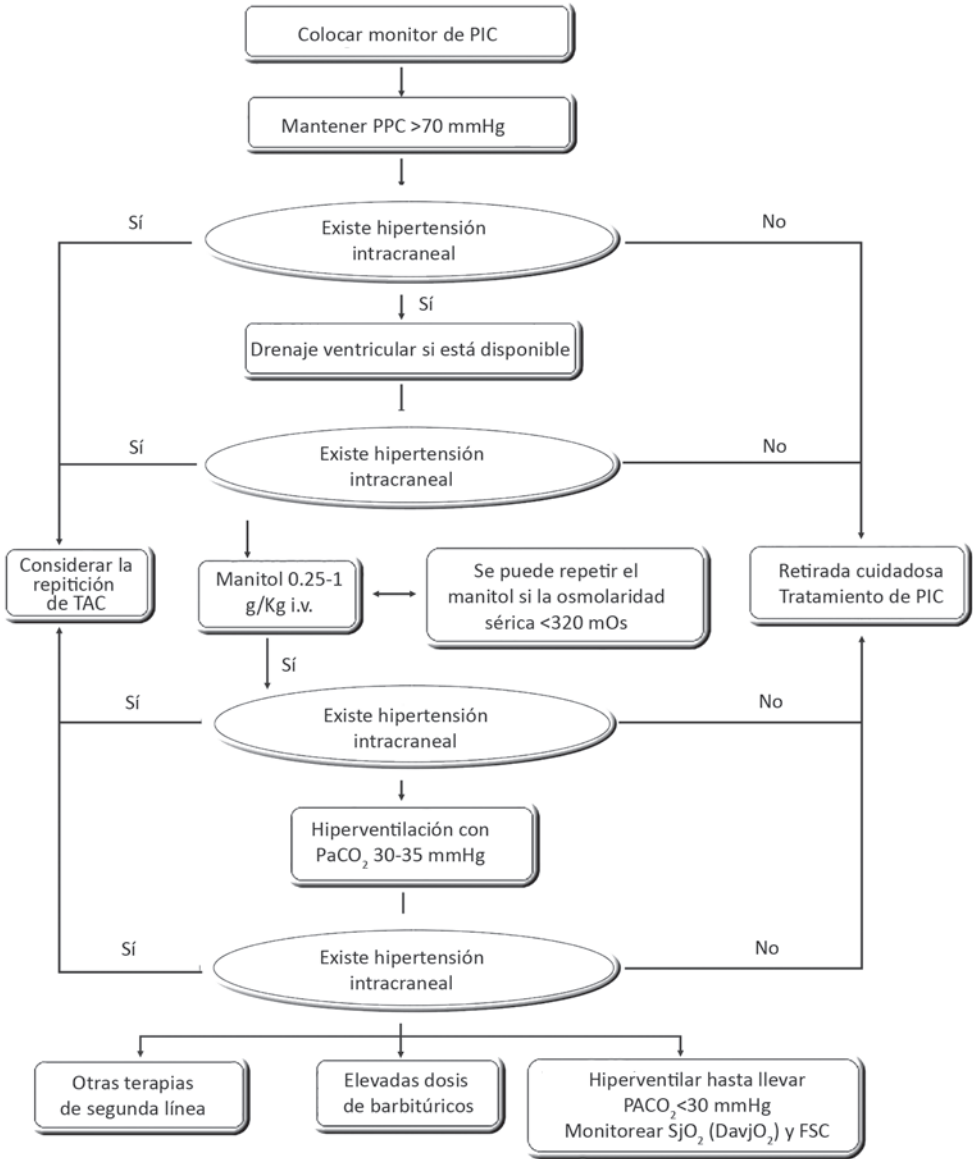 Colocar monitor de PIC
Mantener PPC >70 mmHg
Sí
Existe hipertensión
intracraneal
No
Sí
Drenaje ventricular si está disponible
Sí
Existe hipertensión
intracraneal
No
Considerar la
repitición
de TAC
Manitol 0.25-1
g/Kg i.v.
Se puede repetir el
manitol si la osmolaridad
sérica <320 mOs
Retirada cuidadosa
Tratamiento de PIC
Sí
Sí
Existe hipertensión
intracraneal
No
Hiperventilación con
PaCO₂ 30-35 mmHg
Sí
Existe hipertensión
intracraneal
No
Otras terapias
de segunda línea
Elevadas dosis
de barbitúricos
Hiperventilar hasta llevar
PACO₂<30 mmHg
Monitorear SjO₂ (DavjO₂) y FSC